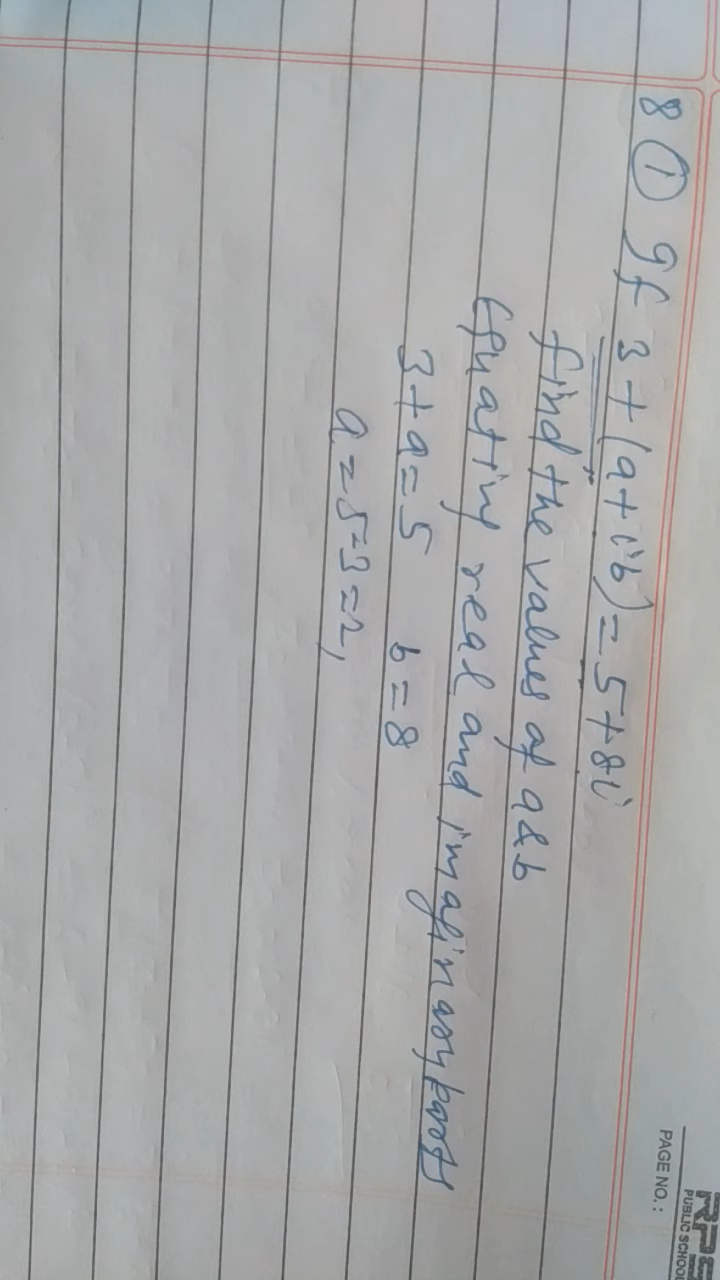 RPS
PUBLIC SCHOOL
PAGE NO.:
8 ① If 3 + (a + ib) = 5 + 8i
find the values of a & b
Equating real and imaginary parts
3 + a = 5 b = 8
a = 5 - 3 = 2,